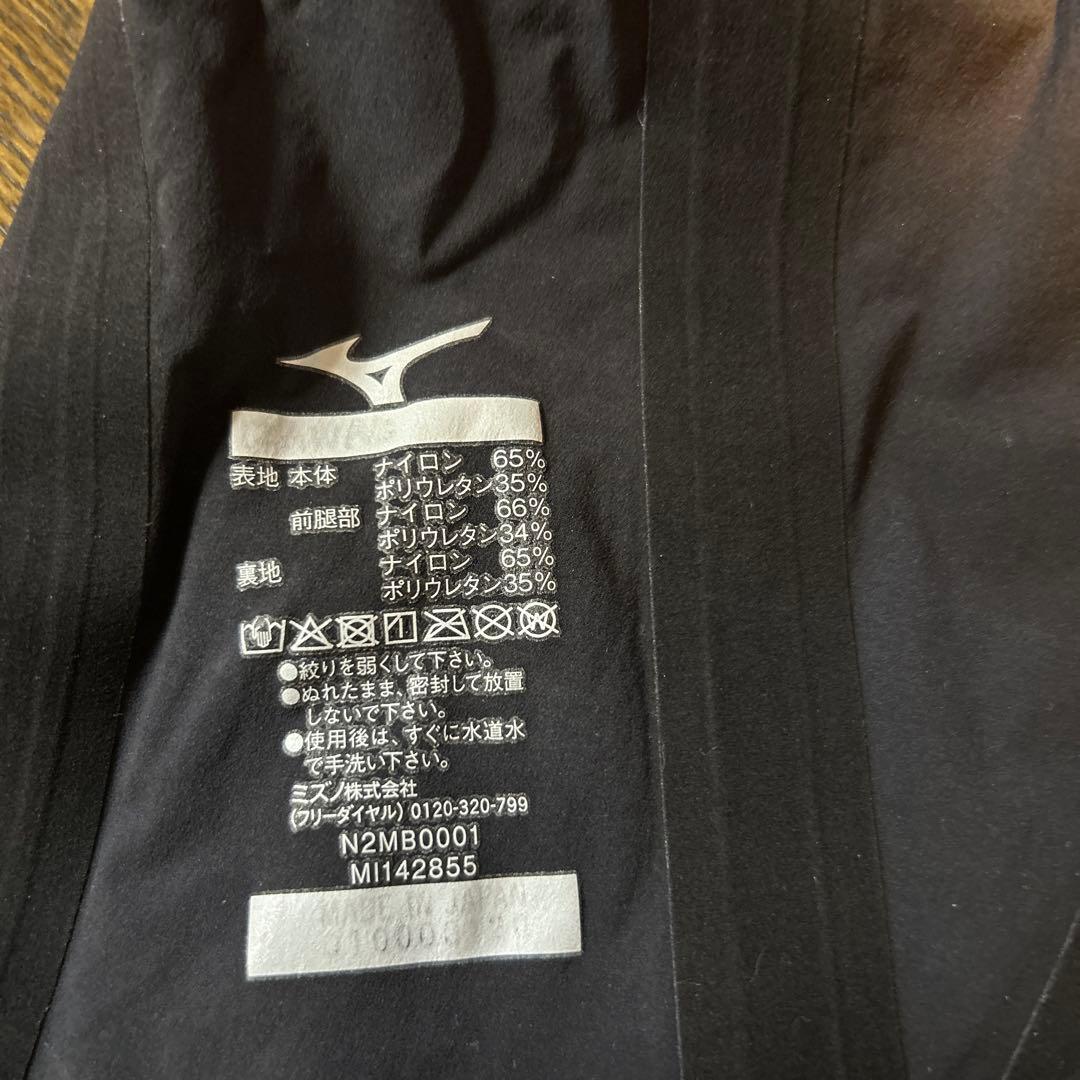 表地 本体 ナイロン 65%
ポリウレタン35%
前腿部 ナイロン 66%
ポリウレタン34%
裏地 ナイロン 65%
ポリウレタン35%
●絞りを弱くして下さい。
●ぬれたまま、密封して放置
しないで下さい。
●使用後は、すぐに水道水
で手洗い下さい。
ミズノ株式会社
(フリーダイヤル) 0120-320-799
N2MB0001
MI142855
MADE IN JAPAN